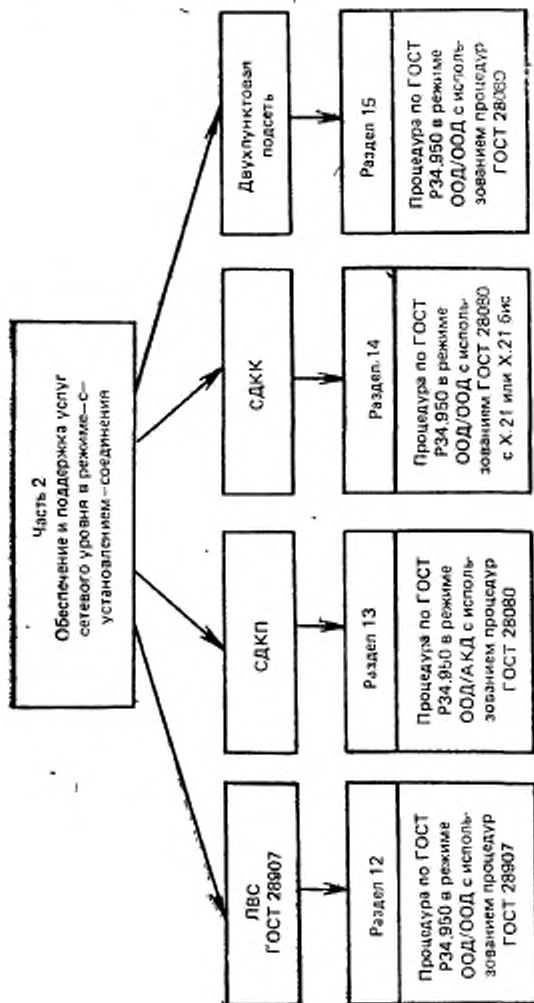 Часть 2
Обеспечение и поддержка услуг
сетевого уровня в режиме–с–
установлением–соединения
ЛВС
ГОСТ 28907
СДКП
СДКК
Двухпунктовая
подсеть
Раздел 12
Процедура по ГОСТ
Р34.950 в режиме
ООД/ООД с исполь-
зованием процедур
ГОСТ 28907
Раздел 13
Процедура по ГОСТ
Р34.950 в режиме
ООД/АКД с исполь-
зованием процедур
ГОСТ 28080
Раздел 14
Процедура по ГОСТ
Р34.950 в режиме
ООД/ООД с исполь-
зованием ГОСТ 28080
с X.21 или X.21 бис
Раздел 15
Процедура по ГОСТ
Р34.950 в режиме
ООД/ООД с исполь-
зованием процедур
ГОСТ 28080